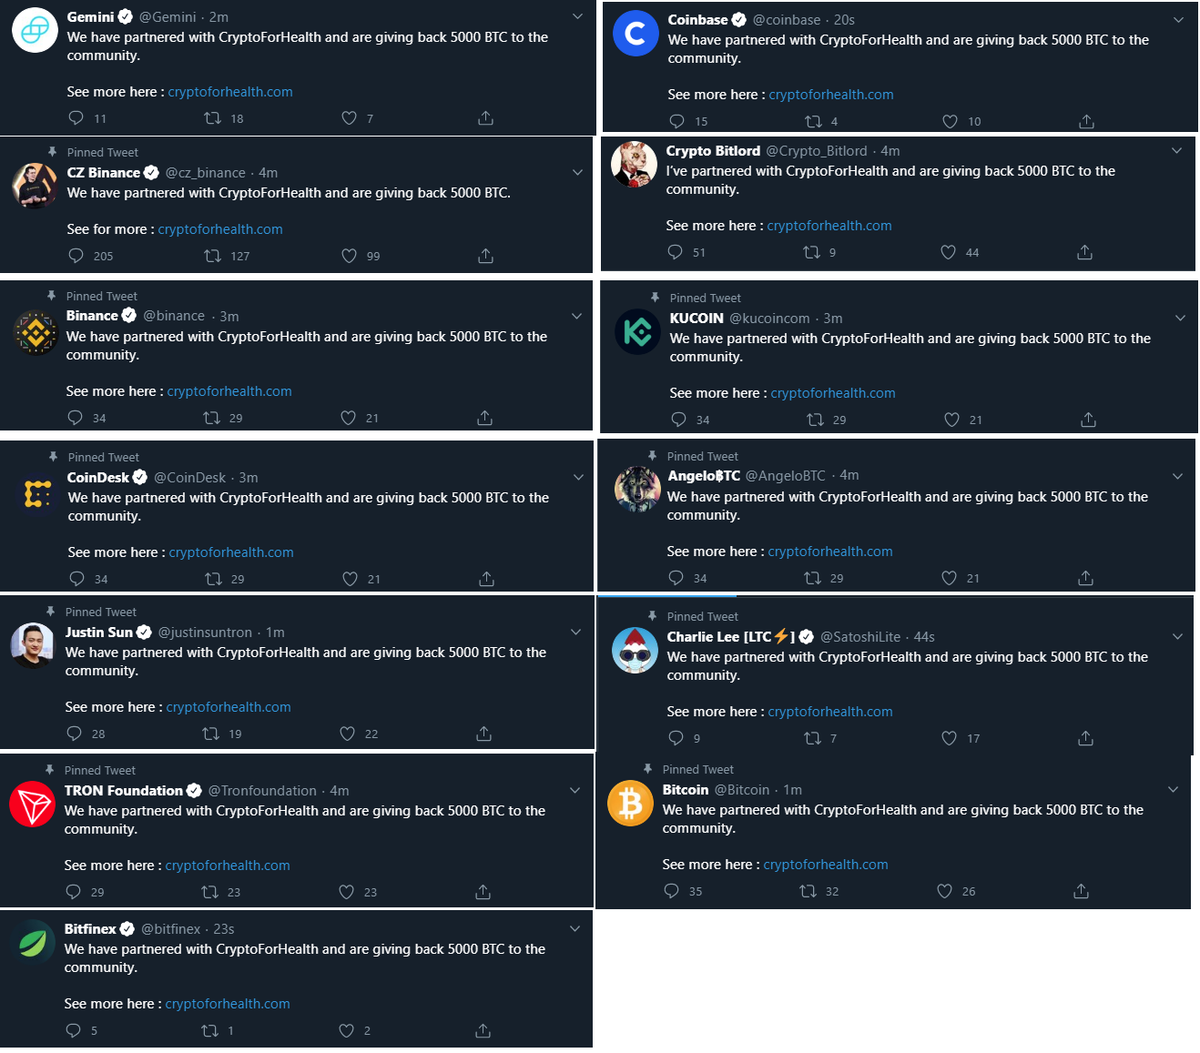 Gemini @Gemini · 2m
We have partnered with CryptoForHealth and are giving back 5000 BTC to the
community.
See more here : cryptoforhealth.com
11 18 7
Coinbase @coinbase · 20s
We have partnered with CryptoForHealth and are giving back 5000 BTC to the
community.
See more here : cryptoforhealth.com
15 4 10
Pinned Tweet
CZ Binance @cz_binance · 4m
We have partnered with CryptoForHealth and are giving back 5000 BTC.
See for more : cryptoforhealth.com
205 127 99
Crypto Bitlord @Crypto_Bitlord · 4m
I've partnered with CryptoForHealth and are giving back 5000 BTC to the
community.
See more here : cryptoforhealth.com
51 9 44
Pinned Tweet
Binance @binance · 3m
We have partnered with CryptoForHealth and are giving back 5000 BTC to the
community.
See more here : cryptoforhealth.com
34 29 21
Pinned Tweet
KUCOIN @kucoincom · 3m
We have partnered with CryptoForHealth and are giving back 5000 BTC to the
community.
See more here : cryptoforhealth.com
34 29 21
Pinned Tweet
CoinDesk @CoinDesk · 3m
We have partnered with CryptoForHealth and are giving back 5000 BTC to the
community.
See more here : cryptoforhealth.com
34 29 21
Pinned Tweet
Angelo฿TC @AngeloBTC · 4m
We have partnered with CryptoForHealth and are giving back 5000 BTC to the
community.
See more here : cryptoforhealth.com
34 29 21
Pinned Tweet
Justin Sun @justinsuntron · 1m
We have partnered with CryptoForHealth and are giving back 5000 BTC to the
community.
See more here : cryptoforhealth.com
28 19 22
Pinned Tweet
Charlie Lee [LTC⚡] @SatoshiLite · 44s
We have partnered with CryptoForHealth and are giving back 5000 BTC to the
community.
See more here : cryptoforhealth.com
9 7 17
Pinned Tweet
TRON Foundation @Tronfoundation · 4m
We have partnered with CryptoForHealth and are giving back 5000 BTC to the
community.
See more here : cryptoforhealth.com
29 23 23
Pinned Tweet
Bitcoin @Bitcoin · 1m
We have partnered with CryptoForHealth and are giving back 5000 BTC to the
community.
See more here : cryptoforhealth.com
35 32 26
Bitfinex @bitfinex · 23s
We have partnered with CryptoForHealth and are giving back 5000 BTC to the
community.
See more here : cryptoforhealth.com
5 1 2